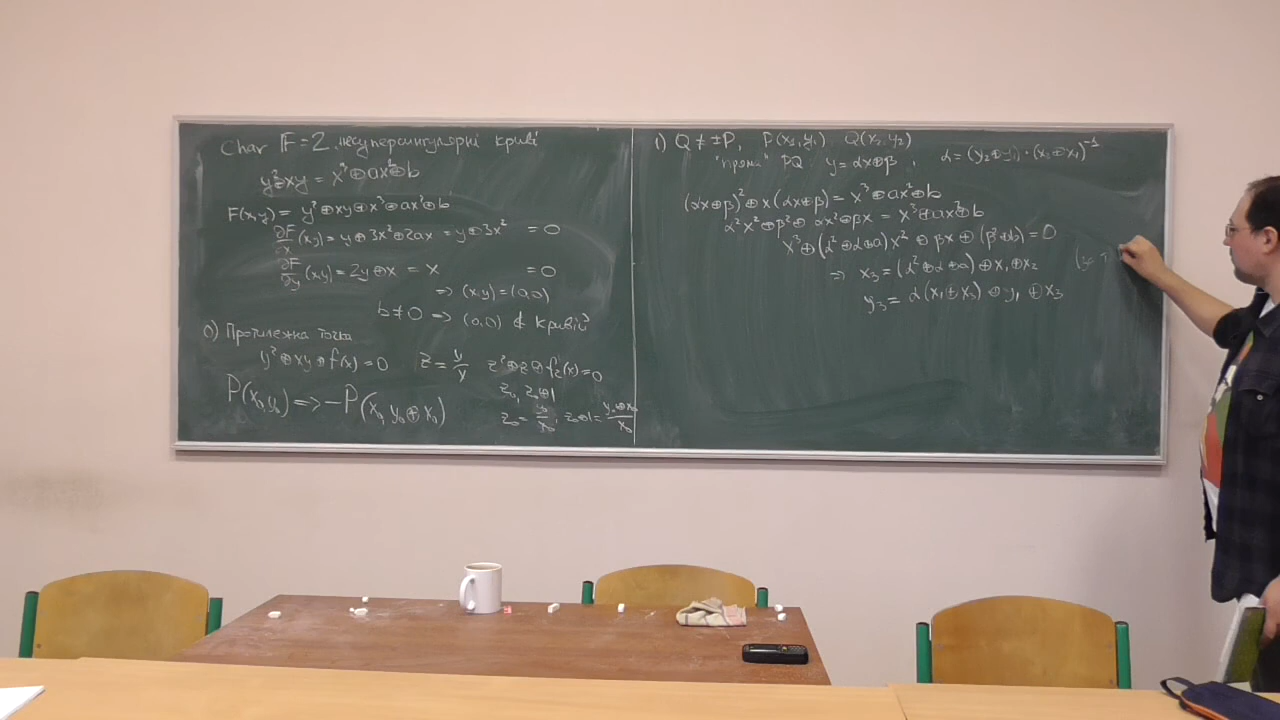 Char F = 2, несуперсингулярні криві
y² ⊕ xy = x³ ⊕ ax² ⊕ b
F(x,y) = y² ⊕ xy ⊕ x³ ⊕ ax² ⊕ b
∂F/∂x (x,y) = y ⊕ 3x² ⊕ 2ax = y ⊕ 3x² = 0
∂F/∂y (x,y) = 2y ⊕ x = x = 0
⇒ (x,y) = (0,0)
b ≠ 0 ⇒ (0,0) ∉ кривій
0) Протилежна точка
y² ⊕ xy ⊕ f(x) = 0 z = y/y z² ⊕ z ⊕ f₂(x) = 0
z₀, z₀ ⊕ 1
P(x₀, y₀) ⇒ -P(x₀, y₀ ⊕ x₀)
z₀ = y₀/x₀, z₀ ⊕ 1 = y₀ ⊕ x₀/x₀
1) Q ≠ ±P, P(x₁, y₁) Q(x₂, y₂)
"пряма" PQ y = αx ⊕ β, α = (y₂ ⊕ y₁) · (x₂ ⊕ x₁)⁻¹
(αx ⊕ β)² ⊕ x(αx ⊕ β) = x³ ⊕ ax² ⊕ b
α²x² ⊕ β² ⊕ αx² ⊕ βx = x³ ⊕ ax² ⊕ b
x³ ⊕ (α² ⊕ α ⊕ a)x² ⊕ βx ⊕ (β² ⊕ b) = 0
⇒ x₃ = (α² ⊕ α ⊕ a) ⊕ x₁ ⊕ x₂
y₃ = α(x₁ ⊕ x₃) ⊕ y₁ ⊕ x₃